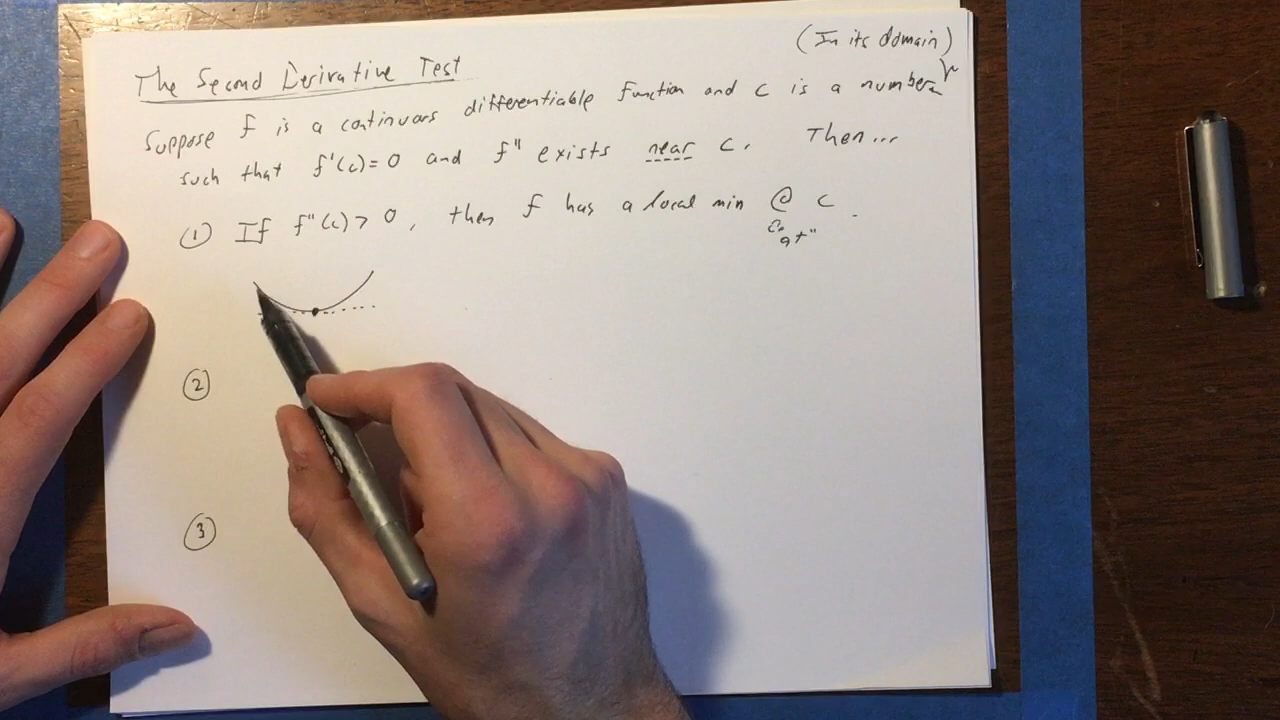 (In its domain)
The Second Derivative Test
Suppose f is a continuous differentiable function and c is a number
such that f'(c)=0 and f" exists near c. Then...
(1) If f"(c)>0, then f has a local min @ c.
"at"
(2)
(3)